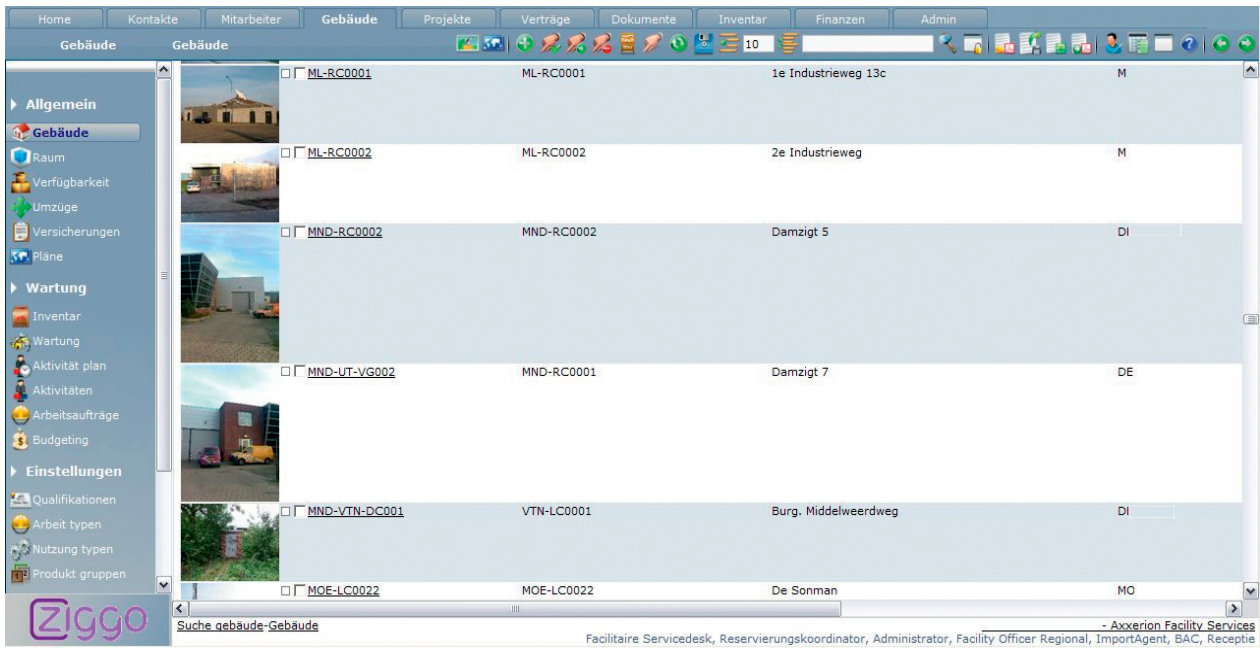 Home Kontakte Mitarbeiter Gebäude Projekte Verträge Dokumente Inventar Finanzen Admin
Gebäude Gebäude 10
Allgemein
Gebäude
Raum
Verfügbarkeit
Umzüge
Versicherungen
Pläne
Wartung
Inventar
Wartung
Aktivität plan
Aktivitäten
Arbeitsaufträge
Budgeting
Einstellungen
Qualifikationen
Arbeit typen
Nutzung typen
Produkt gruppen
ziggo
ML-RC0001 ML-RC0001 1e Industrieweg 13c M
ML-RC0002 ML-RC0002 2e Industrieweg M
MND-RC0002 MND-RC0002 Damzigt 5 DI
MND-UT-VG002 MND-RC0001 Damzigt 7 DE
MND-VTN-DC001 VTN-LC0001 Burg. Middelweerdweg DI
MOE-LC0022 MOE-LC0022 De Sonman MO
Suche gebäude-Gebäude - Axxerion Facility Services
Facilitaire Servicedesk, Reservierungskoordinator, Administrator, Facility Officer Regional, ImportAgent, BAC, Receptie